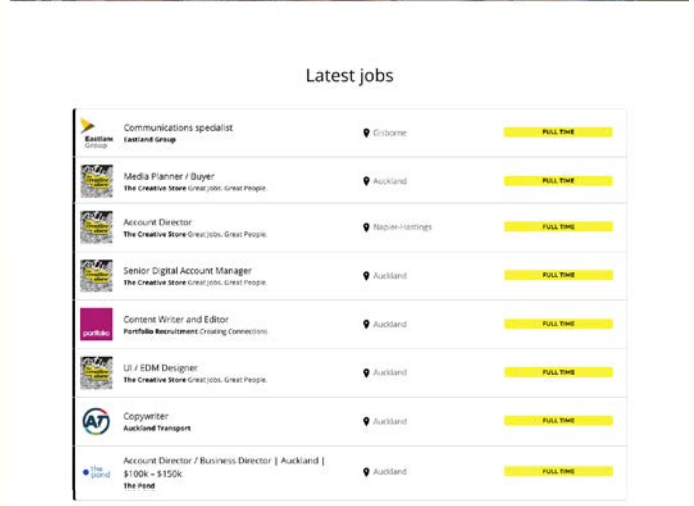 Latest jobs
Eastland
Group
Communications specialist
Eastland Group
Gisborne
FULL TIME
Media Planner / Buyer
The Creative Store Great Jobs. Great People.
Auckland
FULL TIME
Account Director
The Creative Store Great Jobs. Great People.
Napier-Hastings
FULL TIME
Senior Digital Account Manager
The Creative Store Great Jobs. Great People.
Auckland
FULL TIME
portfolio
Content Writer and Editor
Portfolio Recruitment Creating Connections
Auckland
FULL TIME
UI / EDM Designer
The Creative Store Great Jobs. Great People.
Auckland
FULL TIME
AT
Copywriter
Auckland Transport
Auckland
FULL TIME
the
pond
Account Director / Business Director | Auckland |
$100k – $150k
The Pond
Auckland
FULL TIME